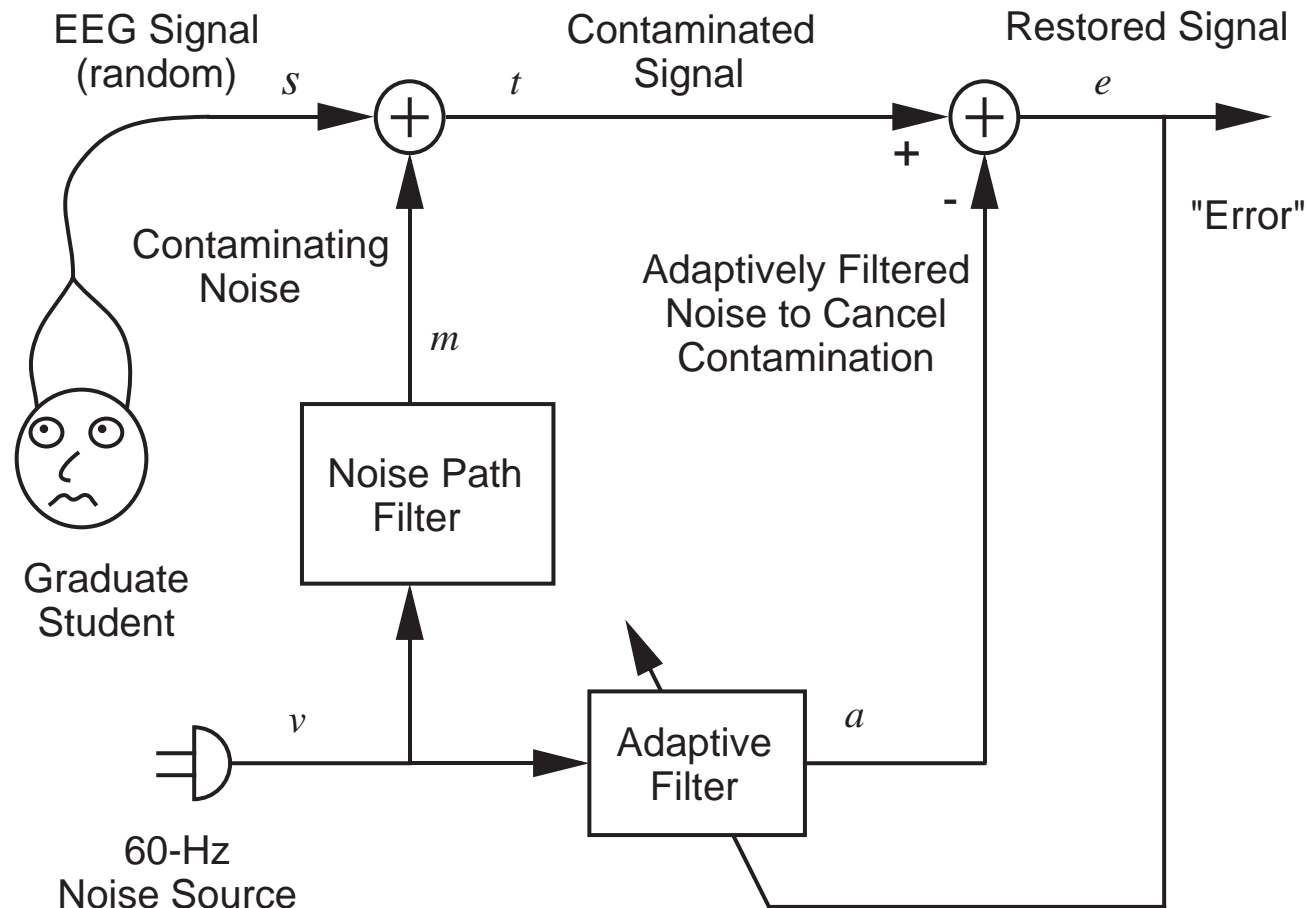 EEG Signal
(random)
s
t
Contaminated
Signal
Restored Signal
e
+
+
+
-
"Error"
Contaminating
Noise
m
Adaptively Filtered
Noise to Cancel
Contamination
Noise Path
Filter
Graduate
Student
v
Adaptive
Filter
a
60-Hz
Noise Source